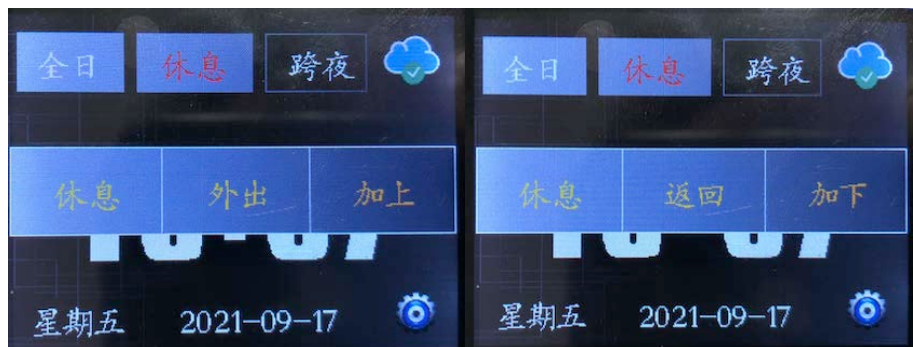 全日 休息 跨夜
休息 外出 加上
星期五 2021-09-17
全日 休息 跨夜
休息 返回 加下
星期五 2021-09-17